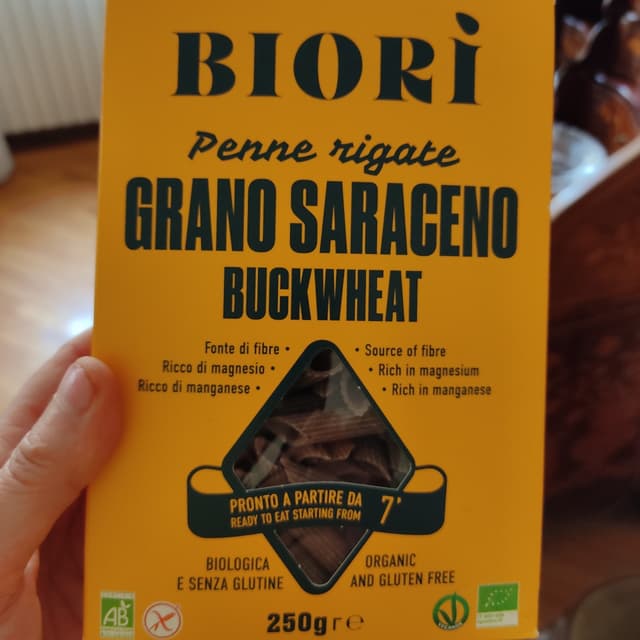 BIORÌ
Penne rigate
GRANO SARACENO
BUCKWHEAT
Fonte di fibre •
Ricco di magnesio •
Ricco di manganese •
• Source of fibre
• Rich in magnesium
• Rich in manganese
PRONTO A PARTIRE DA
READY TO EAT STARTING FROM
7'
BIOLOGICA
E SENZA GLUTINE
ORGANIC
AND GLUTEN FREE
AB
250g r e